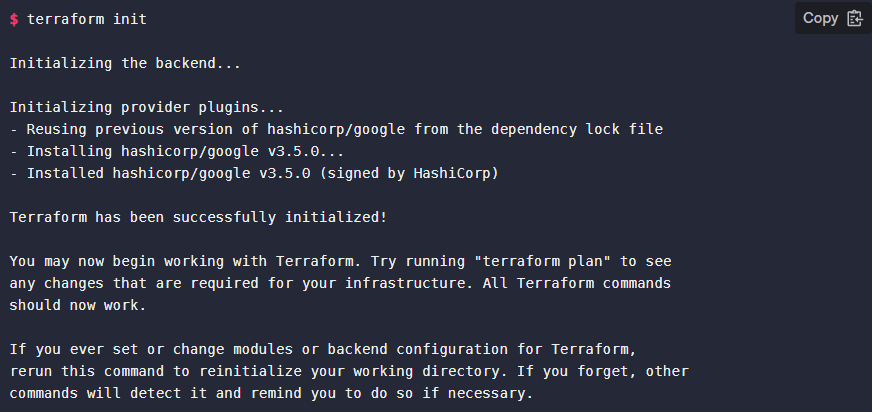 $ terraform init
Copy
Initializing the backend...
Initializing provider plugins...
- Reusing previous version of hashicorp/google from the dependency lock file
- Installing hashicorp/google v3.5.0...
- Installed hashicorp/google v3.5.0 (signed by HashiCorp)
Terraform has been successfully initialized!
You may now begin working with Terraform. Try running "terraform plan" to see
any changes that are required for your infrastructure. All Terraform commands
should now work.
If you ever set or change modules or backend configuration for Terraform,
rerun this command to reinitialize your working directory. If you forget, other
commands will detect it and remind you to do so if necessary.